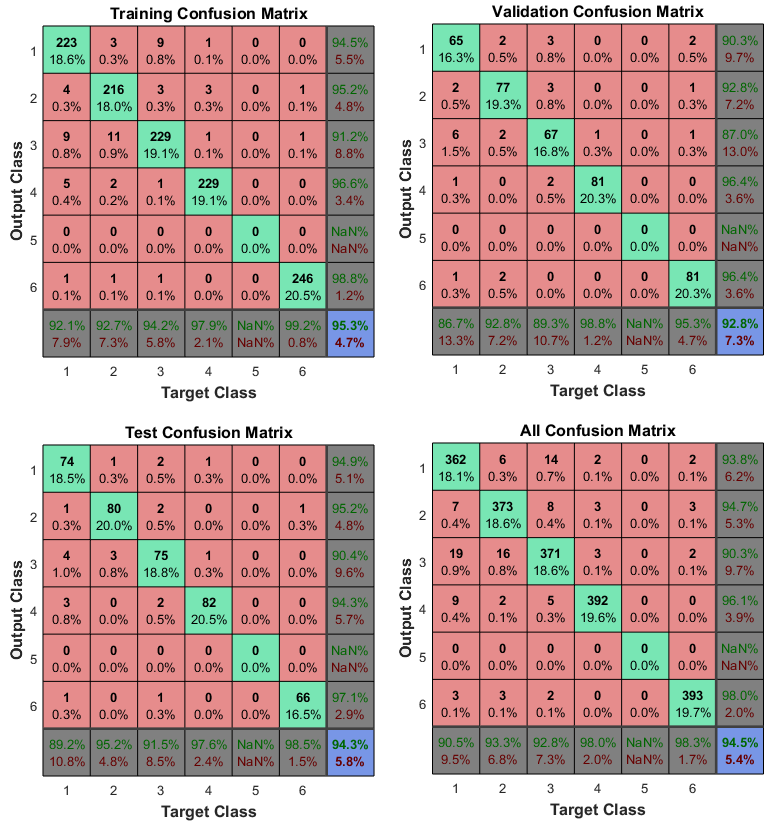 Training Confusion Matrix
Output Class
1 223 3 9 1 0 0 94.5%
18.6% 0.3% 0.8% 0.1% 0.0% 0.0% 5.5%
2 4 216 3 3 0 1 95.2%
0.3% 18.0% 0.3% 0.3% 0.0% 0.1% 4.8%
3 9 11 229 1 0 1 91.2%
0.8% 0.9% 19.1% 0.1% 0.0% 0.1% 8.8%
4 5 2 1 229 0 0 96.6%
0.4% 0.2% 0.1% 19.1% 0.0% 0.0% 3.4%
5 0 0 0 0 0 0 NaN%
0.0% 0.0% 0.0% 0.0% 0.0% 0.0% NaN%
6 1 1 1 0 0 246 98.8%
0.1% 0.1% 0.1% 0.0% 0.0% 20.5% 1.2%
92.1% 92.7% 94.2% 97.9% NaN% 99.2% 95.3%
7.9% 7.3% 5.8% 2.1% NaN% 0.8% 4.7%
1 2 3 4 5 6
Target Class
Validation Confusion Matrix
Output Class
1 65 2 3 0 0 2 90.3%
16.3% 0.5% 0.8% 0.0% 0.0% 0.5% 9.7%
2 2 77 3 0 0 1 92.8%
0.5% 19.3% 0.8% 0.0% 0.0% 0.3% 7.2%
3 6 2 67 1 0 1 87.0%
1.5% 0.5% 16.8% 0.3% 0.0% 0.3% 13.0%
4 1 0 2 81 0 0 96.4%
0.3% 0.0% 0.5% 20.3% 0.0% 0.0% 3.6%
5 0 0 0 0 0 0 NaN%
0.0% 0.0% 0.0% 0.0% 0.0% 0.0% NaN%
6 1 2 0 0 0 81 96.4%
0.3% 0.5% 0.0% 0.0% 0.0% 20.3% 3.6%
86.7% 92.8% 89.3% 98.8% NaN% 95.3% 92.8%
13.3% 7.2% 10.7% 1.2% NaN% 4.7% 7.3%
1 2 3 4 5 6
Target Class
Test Confusion Matrix
Output Class
1 74 1 2 1 0 0 94.9%
18.5% 0.3% 0.5% 0.3% 0.0% 0.0% 5.1%
2 1 80 2 0 0 1 95.2%
0.3% 20.0% 0.5% 0.0% 0.0% 0.3% 4.8%
3 4 3 75 1 0 0 90.4%
1.0% 0.8% 18.8% 0.3% 0.0% 0.0% 9.6%
4 3 0 2 82 0 0 94.3%
0.8% 0.0% 0.5% 20.5% 0.0% 0.0% 5.7%
5 0 0 0 0 0 0 NaN%
0.0% 0.0% 0.0% 0.0% 0.0% 0.0% NaN%
6 1 0 1 0 0 66 97.1%
0.3% 0.0% 0.3% 0.0% 0.0% 16.5% 2.9%
89.2% 95.2% 91.5% 97.6% NaN% 98.5% 94.3%
10.8% 4.8% 8.5% 2.4% NaN% 1.5% 5.8%
1 2 3 4 5 6
Target Class
All Confusion Matrix
Output Class
1 362 6 14 2 0 2 93.8%
18.1% 0.3% 0.7% 0.1% 0.0% 0.1% 6.2%
2 7 373 8 3 0 3 94.7%
0.4% 18.6% 0.4% 0.1% 0.0% 0.1% 5.3%
3 19 16 371 3 0 2 90.3%
0.9% 0.8% 18.6% 0.1% 0.0% 0.1% 9.7%
4 9 2 5 392 0 0 96.1%
0.4% 0.1% 0.3% 19.6% 0.0% 0.0% 3.9%
5 0 0 0 0 0 0 NaN%
0.0% 0.0% 0.0% 0.0% 0.0% 0.0% NaN%
6 3 3 2 0 0 393 98.0%
0.1% 0.1% 0.1% 0.0% 0.0% 19.7% 2.0%
90.5% 93.3% 92.8% 98.0% NaN% 98.3% 94.5%
9.5% 6.8% 7.3% 2.0% NaN% 1.7% 5.4%
1 2 3 4 5 6
Target Class